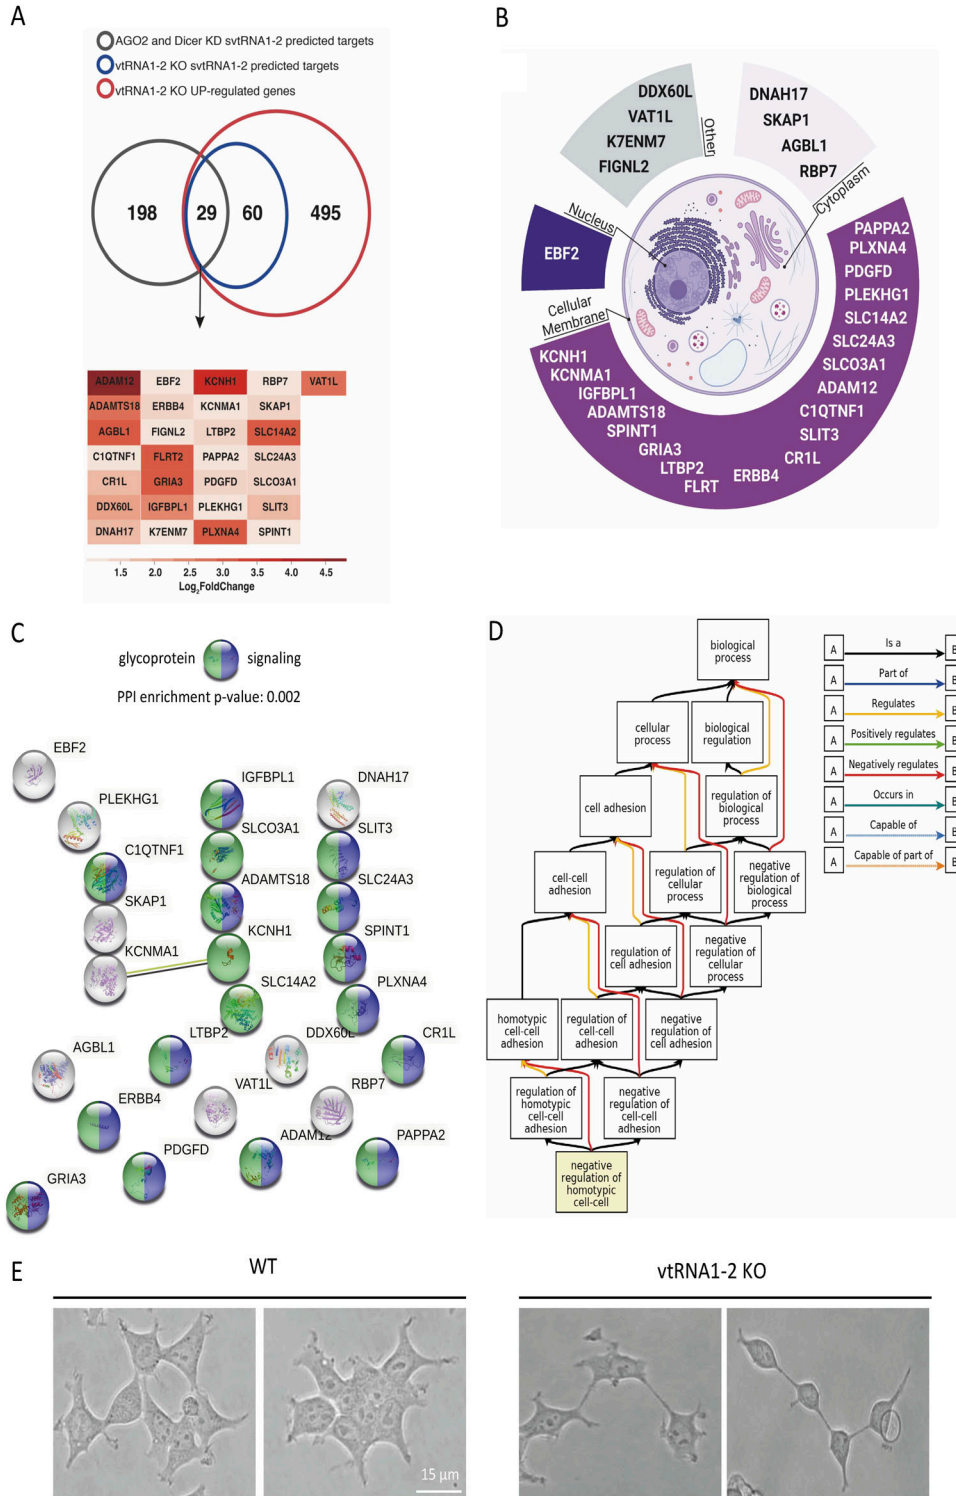 A
AGO2 and Dicer KD svtRNA1-2 predicted targets
vtRNA1-2 KO svtRNA1-2 predicted targets
vtRNA1-2 KO UP-regulated genes
198
29
60
495
ADAM12 EBF2 KCNH1 RBP7 VAT1L
ADAMTS18 ERBB4 KCNMA1 SKAP1
AGBL1 FIGNL2 LTBP2 SLC14A2
C1QTNF1 FLRT2 PAPPA2 SLC24A3
CR1L GRIA3 PDGFD SLCO3A1
DDX60L IGFBPL1 PLEKHG1 SLIT3
DNAH17 K7ENM7 PLXNA4 SPINT1
1.5 2.0 2.5 3.0 3.5 4.0 4.5
Log2FoldChange
B
DDX60L
VAT1L
K7ENM7
FIGNL2
Other
DNAH17
SKAP1
AGBL1
RBP7
Cytoplasm
Nucleus
EBF2
Cellular
Membrane
PAPPA2
PLXNA4
PDGFD
PLEKHG1
SLC14A2
SLC24A3
SLCO3A1
ADAM12
C1QTNF1
SLIT3
CR1L
ERBB4
KCNH1
KCNMA1
IGFBPL1
ADAMTS18
SPINT1
GRIA3
LTBP2
FLRT
C
glycoprotein
signaling
PPI enrichment p-value: 0.002
EBF2
PLEKHG1
C1QTNF1
SKAP1
KCNMA1
IGFBPL1
SLCO3A1
ADAMTS18
KCNH1
SLC14A2
DNAH17
SLIT3
SLC24A3
SPINT1
PLXNA4
AGBL1
LTBP2
DDX60L
CR1L
ERBB4
VAT1L
RBP7
PDGFD
ADAM12
PAPPA2
GRIA3
D
biological
process
cellular
process
biological
regulation
cell adhesion
regulation of
biological
process
cell-cell
adhesion
regulation of
cellular
process
negative
regulation of
biological
process
regulation of
cell adhesion
negative
regulation of
cellular
process
homotypic
cell-cell
adhesion
regulation of
cell-cell
adhesion
negative
regulation of
cell adhesion
regulation of
homotypic
cell-cell
adhesion
negative
regulation of
cell-cell
adhesion
negative
regulation of
homotypic
cell-cell
A Is a B
A Part of B
A Regulates B
A Positively regulates B
A Negatively regulates B
A Occurs in B
A Capable of B
A Capable of part of B
E
WT
vtRNA1-2 KO
15 µm